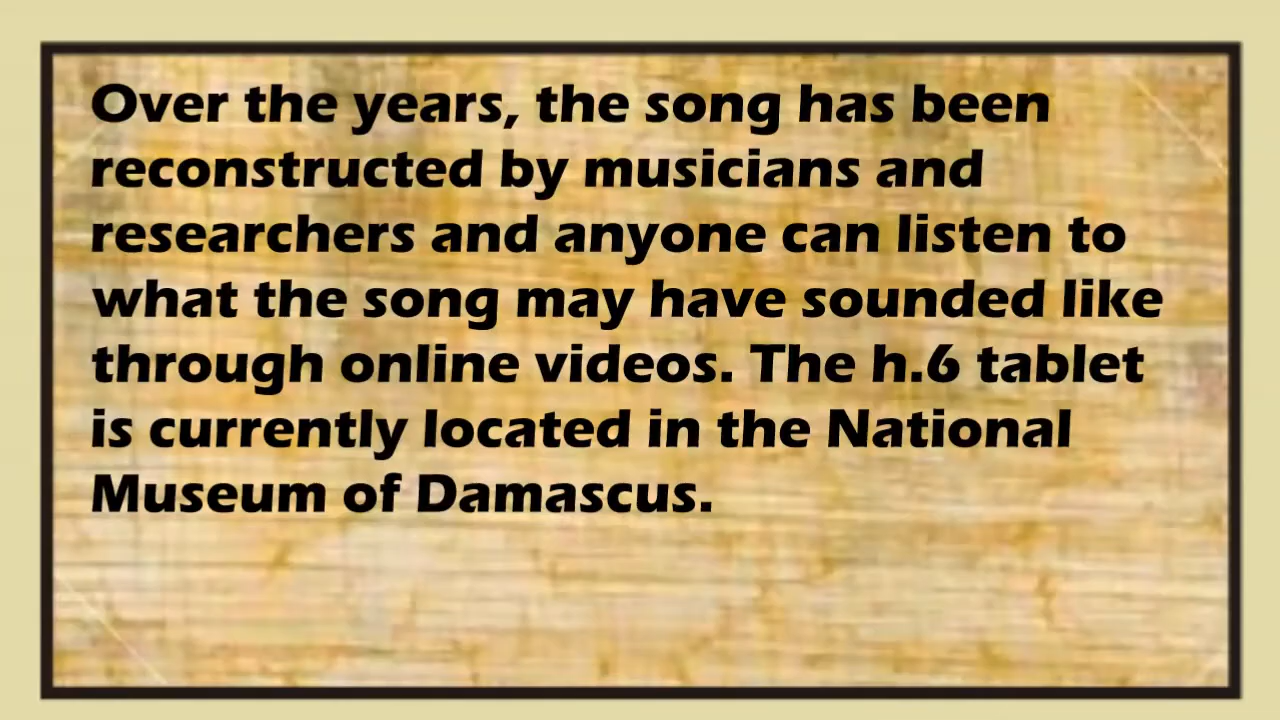 Over the years, the song has been
reconstructed by musicians and
researchers and anyone can listen to
what the song may have sounded like
through online videos. The h.6 tablet
is currently located in the National
Museum of Damascus.